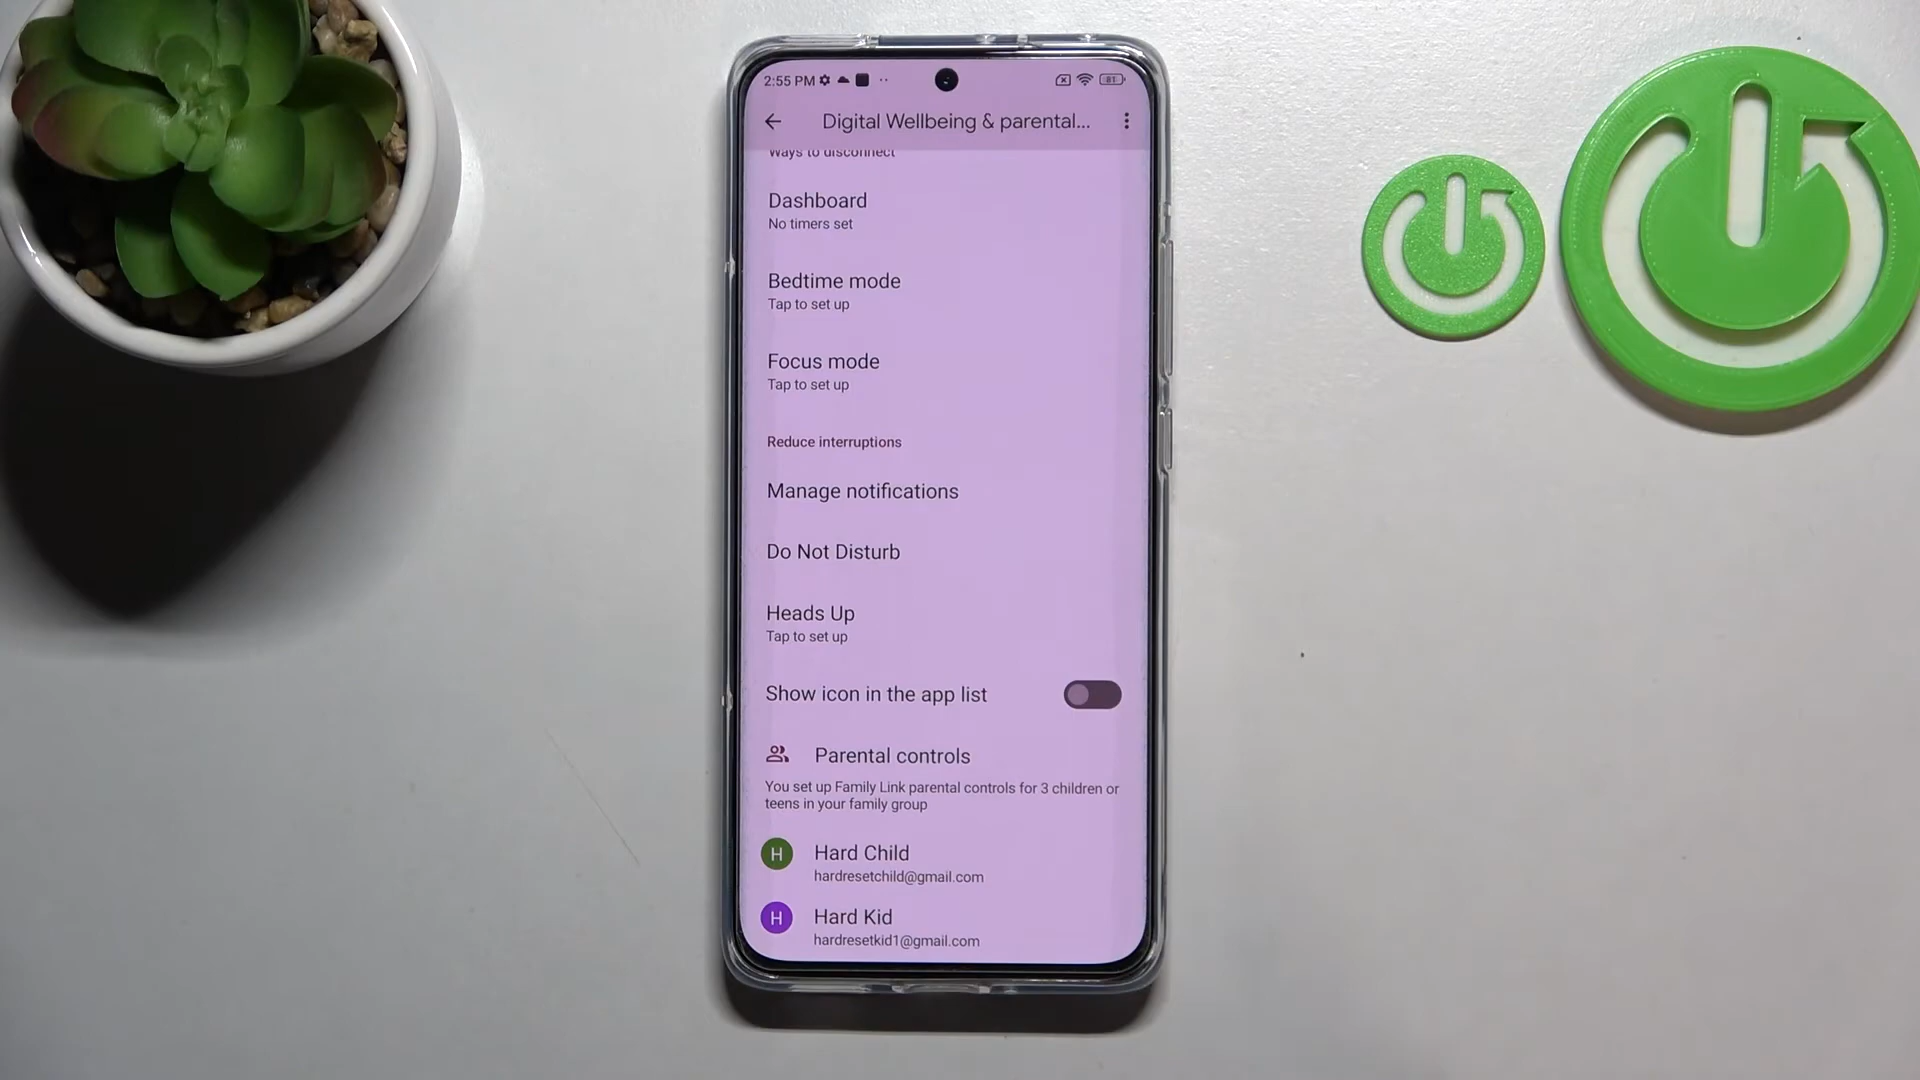 2:55 PM
81
Digital Wellbeing & parental...
Ways to disconnect
Dashboard
No timers set
Bedtime mode
Tap to set up
Focus mode
Tap to set up
Reduce interruptions
Manage notifications
Do Not Disturb
Heads Up
Tap to set up
Show icon in the app list
Parental controls
You set up Family Link parental controls for 3 children or
teens in your family group
H
Hard Child
hardresetchild@gmail.com
H
Hard Kid
hardresetkid1@gmail.com